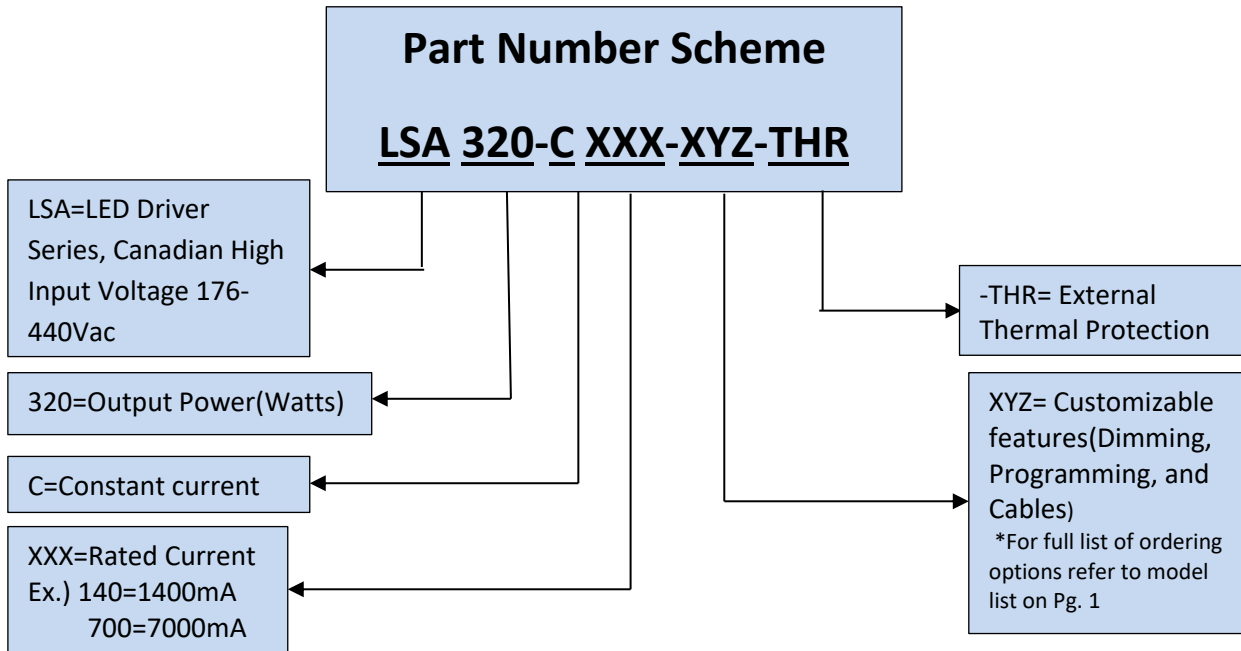 Part Number Scheme
LSA 320-C XXX-XYZ-THR
LSA=LED Driver
Series, Canadian High
Input Voltage 176-
440Vac
320=Output Power(Watts)
C=Constant current
XXX=Rated Current
Ex.) 140=1400mA
700=7000mA
-THR= External
Thermal Protection
XYZ= Customizable
features(Dimming,
Programming, and
Cables)
*For full list of ordering
options refer to model
list on Pg. 1